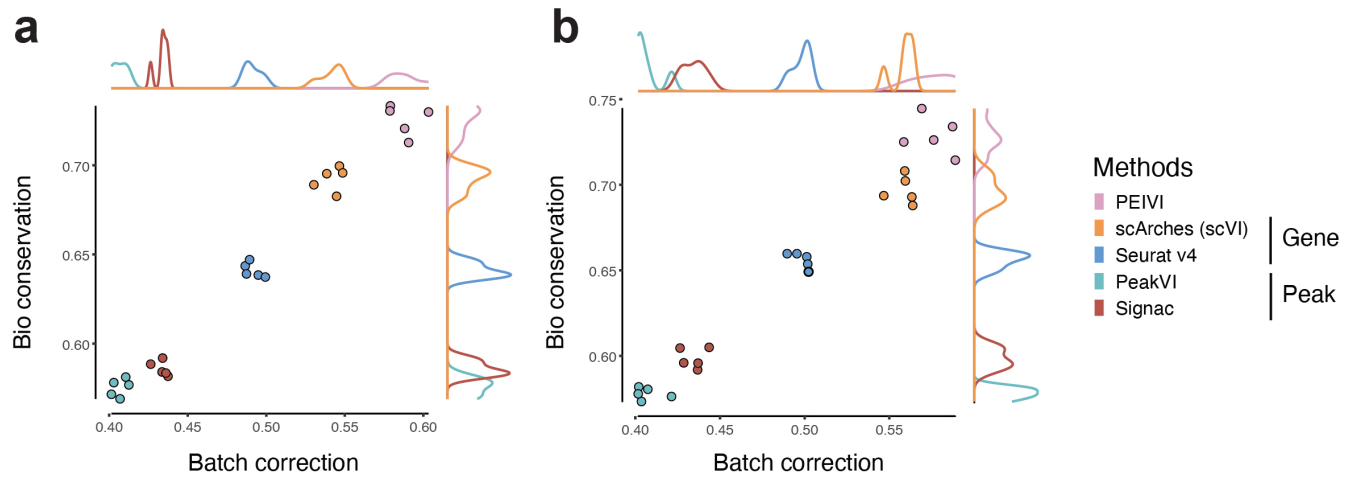 a
Bio conservation
0.70
0.65
0.60
0.40 0.45 0.50 0.55 0.60
Batch correction
b
Bio conservation
0.75
0.70
0.65
0.60
0.40 0.45 0.50 0.55
Batch correction
Methods
PEIVI
scArches (scVI)
Seurat v4
Gene
PeakVI
Signac
Peak